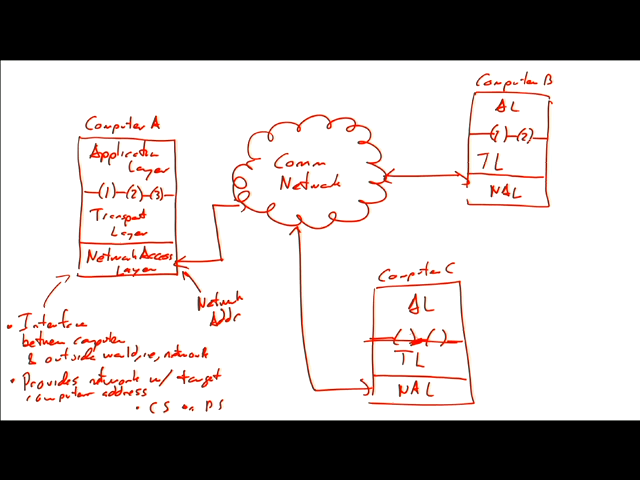 Computer A
Application
Layer
(1) (2) (3)
Transport
Layer
Network Access
Layer
Network
Addr
• Interface
between computer
& outside world, ie, network
• Provides network w/ target
computer address
• CS or PS
Comm
Network
Computer B
AL
(1) (2)
TL
NAL
Computer C
AL
( ) ( )
TL
NAL